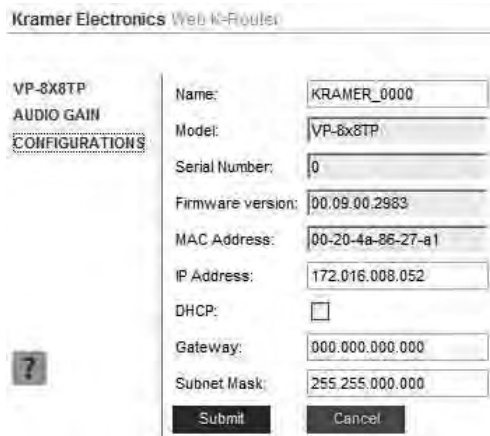 Kramer Electronics Web K-Router
VP-8X8TP
AUDIO GAIN
CONFIGURATIONS
Name: KRAMER_0000
Model: VP-8x8TP
Serial Number: 0
Firmware version: 00.09.00.2983
MAC Address: 00-20-4a-86-27-a1
IP Address: 172.016.008.052
DHCP:
Gateway: 000.000.000.000
Subnet Mask: 255.255.000.000
?
Submit Cancel